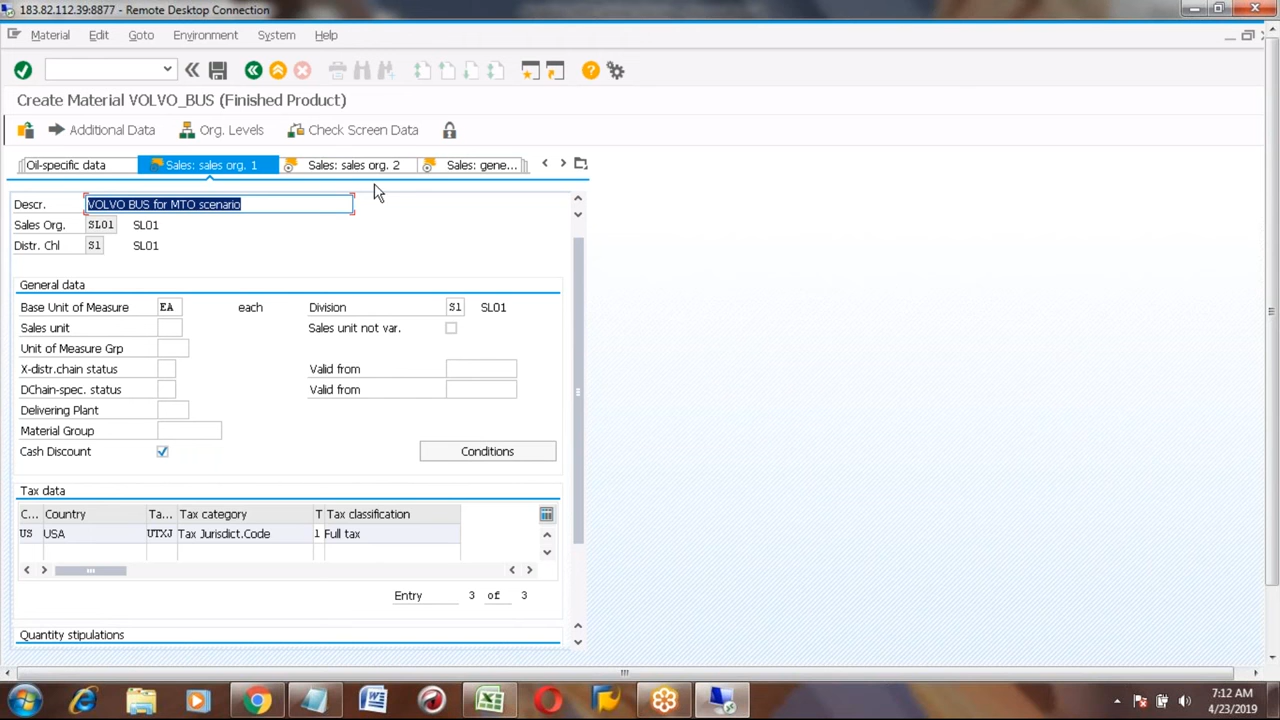 183.82.112.39:8877 - Remote Desktop Connection
Material Edit Goto Environment System Help
Create Material VOLVO_BUS (Finished Product)
Additional Data Org. Levels Check Screen Data
Oil-specific data Sales: sales org. 1 Sales: sales org. 2 Sales: gene...
Descr. VOLVO BUS for MTO scenario
Sales Org. SL01 SL01
Distr. Chl S1 SL01
General data
Base Unit of Measure EA each Division S1 SL01
Sales unit Sales unit not var.
Unit of Measure Grp
X-distr.chain status Valid from
DChain-spec. status Valid from
Delivering Plant
Material Group
Cash Discount Conditions
Tax data
C... Country Ta... Tax category T Tax classification
US USA UTXJ Tax Jurisdict.Code 1 Full tax
Entry 3 of 3
Quantity stipulations
7:12 AM
4/23/2019